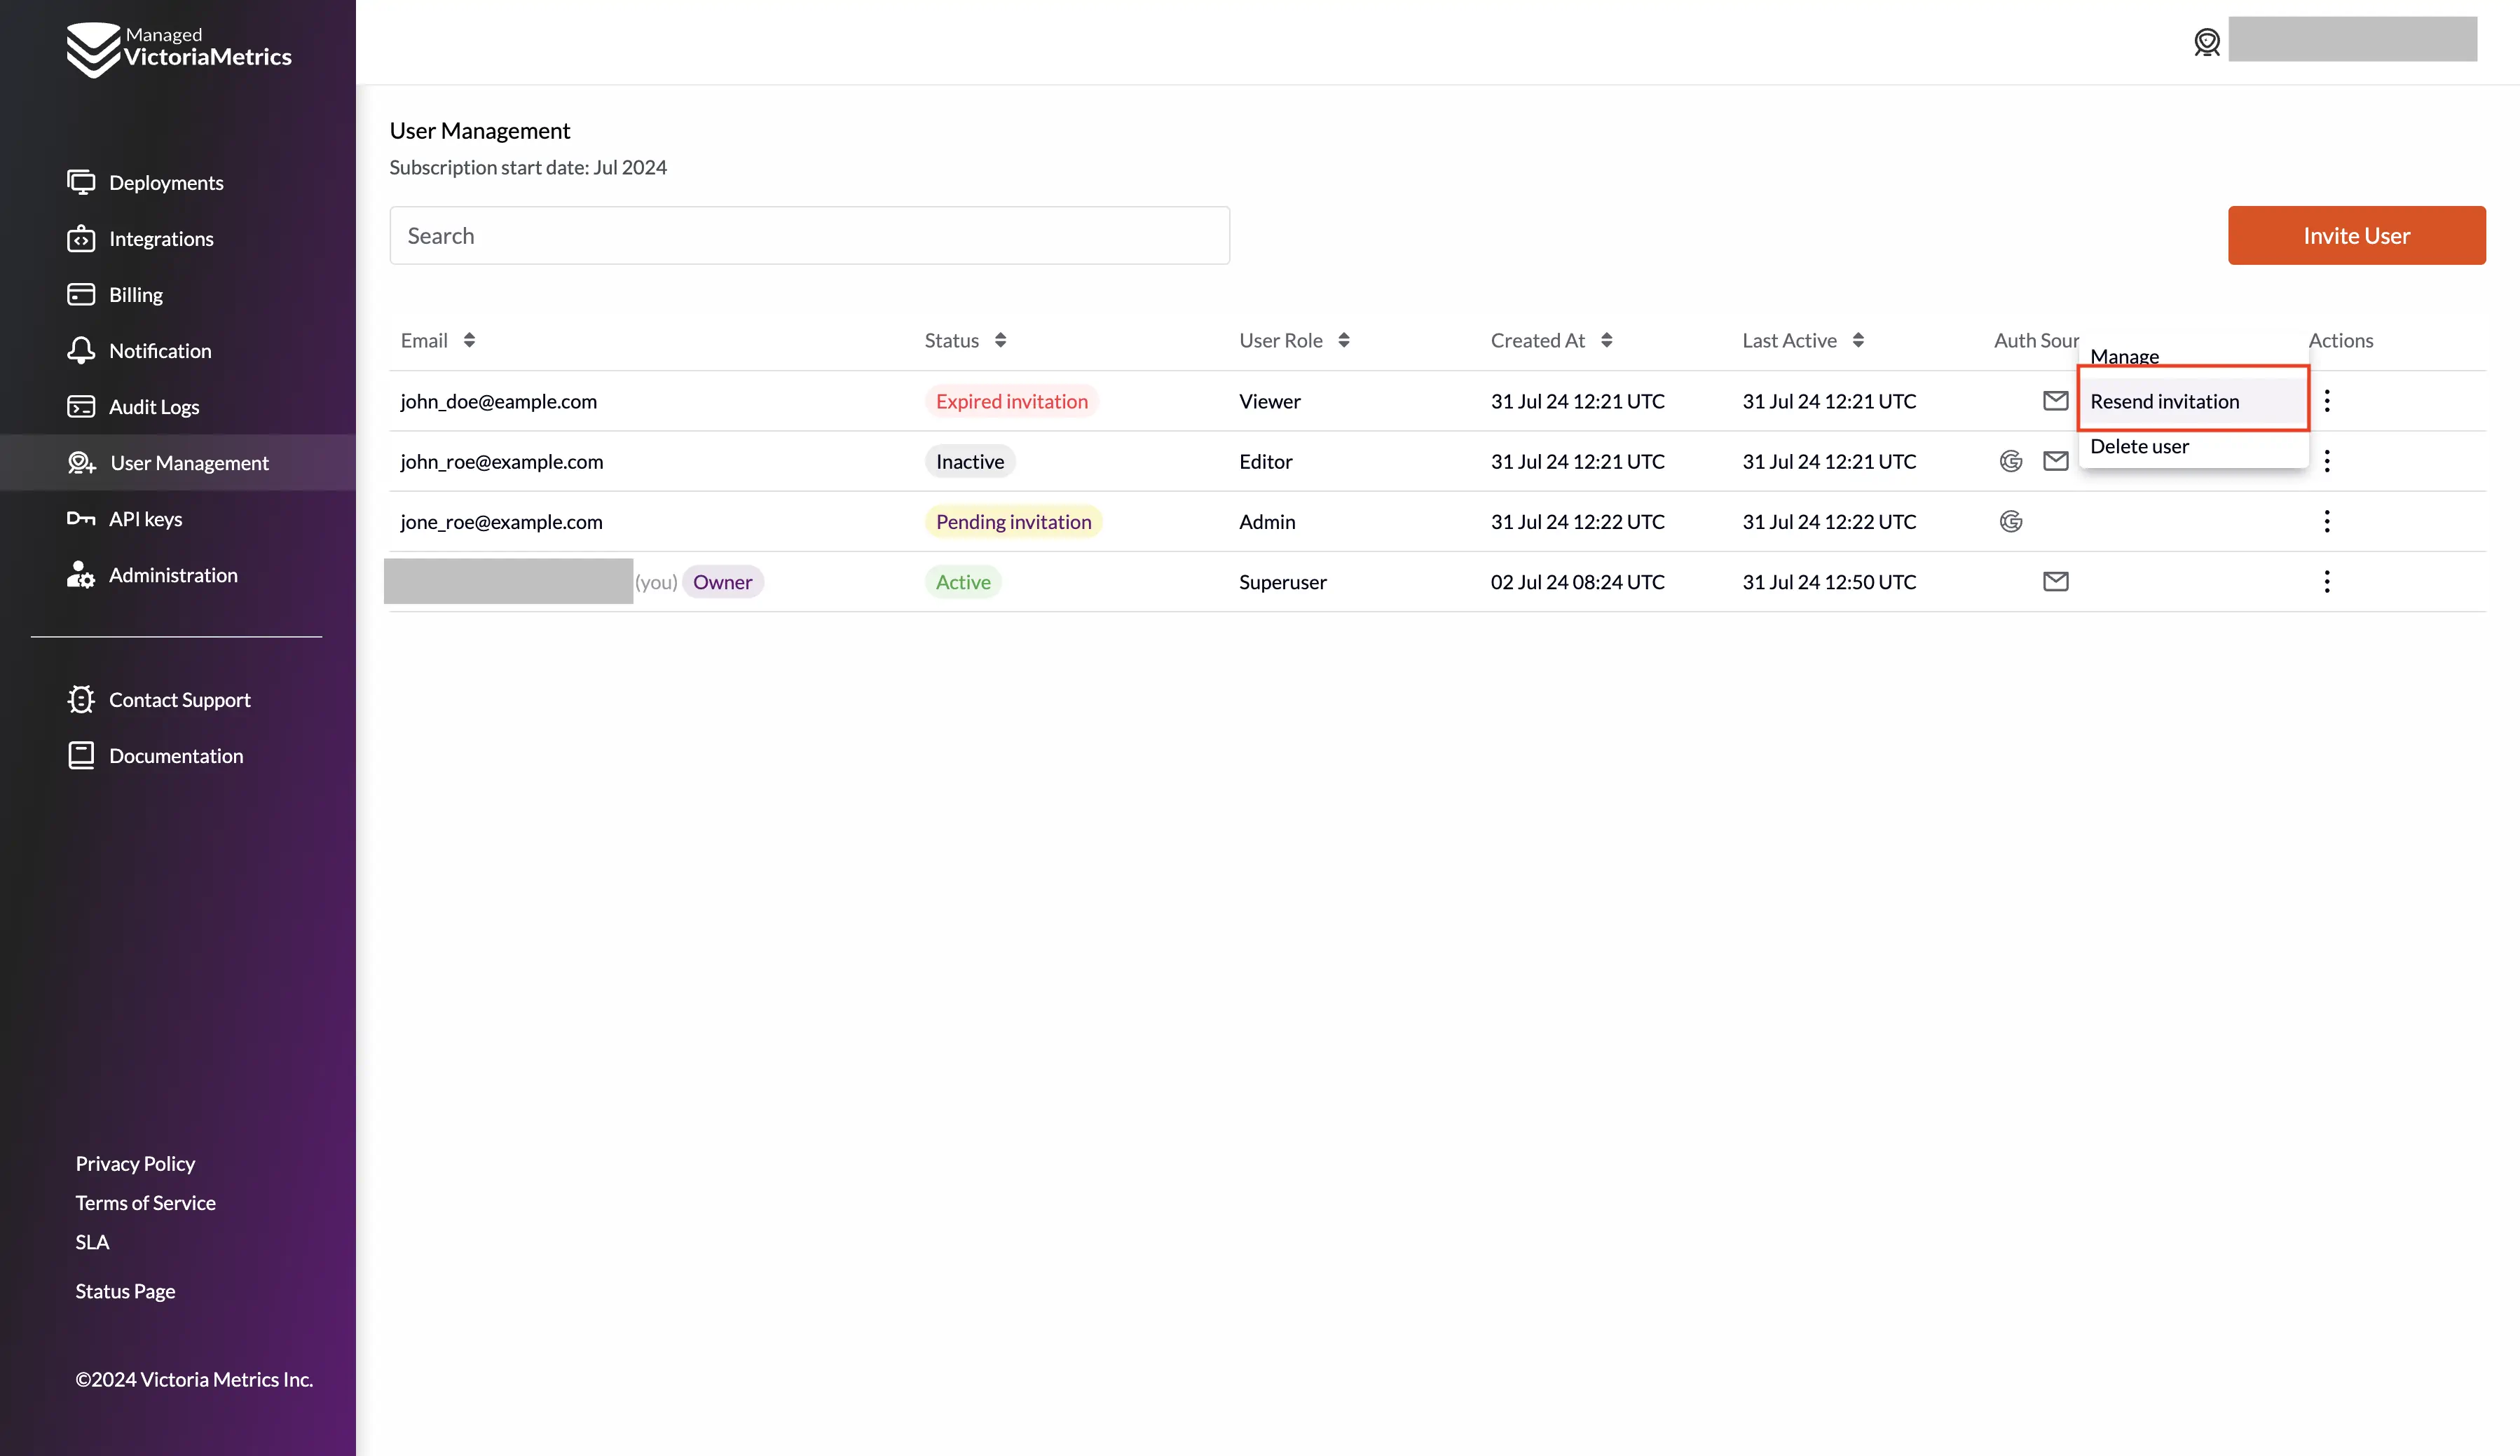 Managed
VictoriaMetrics
Deployments
Integrations
Billing
Notification
Audit Logs
User Management
API keys
Administration
Contact Support
Documentation
Privacy Policy
Terms of Service
SLA
Status Page
©2024 Victoria Metrics Inc.
User Management
Subscription start date: Jul 2024
Search
Invite User
Email Status User Role Created At Last Active Auth Sour Actions
john_doe@eample.com Expired invitation Viewer 31 Jul 24 12:21 UTC 31 Jul 24 12:21 UTC
john_roe@example.com Inactive Editor 31 Jul 24 12:21 UTC 31 Jul 24 12:21 UTC
jone_roe@example.com Pending invitation Admin 31 Jul 24 12:22 UTC 31 Jul 24 12:22 UTC
(you) Owner Active Superuser 02 Jul 24 08:24 UTC 31 Jul 24 12:50 UTC
Manage
Resend invitation
Delete user